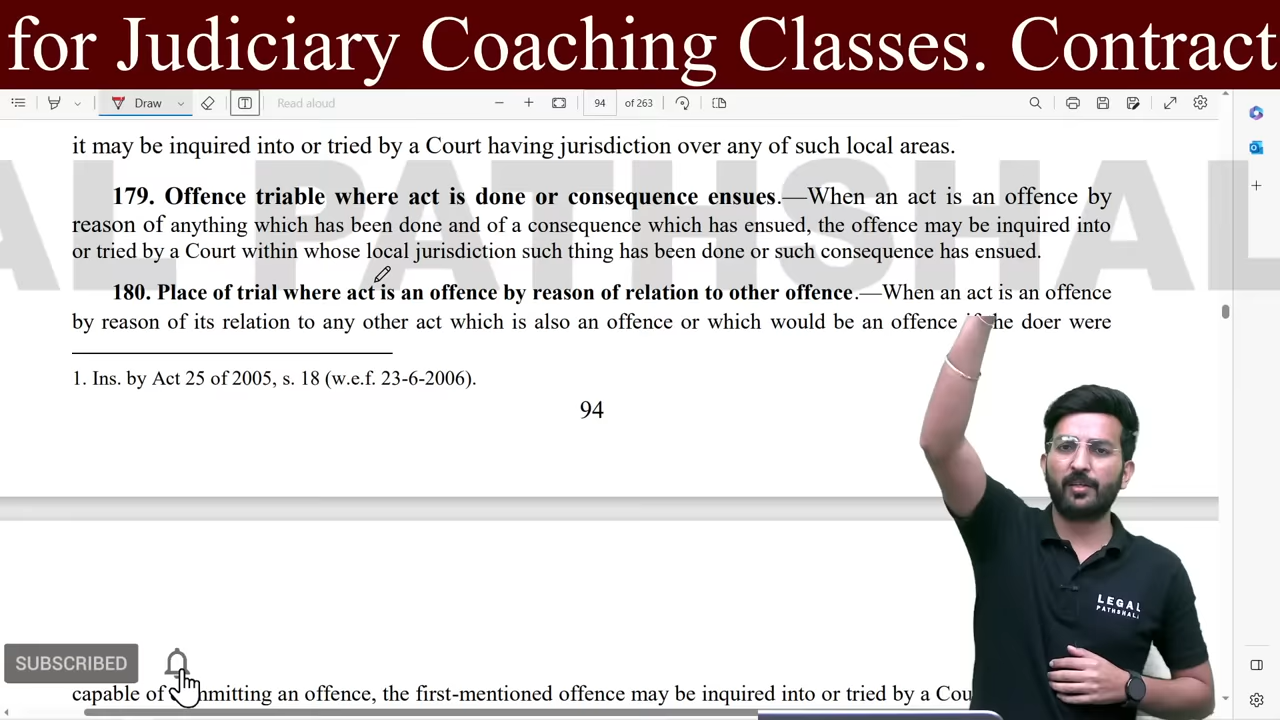 for Judiciary Coaching Classes. Contract
Draw
Read aloud
94 of 263
it may be inquired into or tried by a Court having jurisdiction over any of such local areas.
179. Offence triable where act is done or consequence ensues.—When an act is an offence by
reason of anything which has been done and of a consequence which has ensued, the offence may be inquired into
or tried by a Court within whose local jurisdiction such thing has been done or such consequence has ensued.
180. Place of trial where act is an offence by reason of relation to other offence.—When an act is an offence
by reason of its relation to any other act which is also an offence or which would be an offence if the doer were
1. Ins. by Act 25 of 2005, s. 18 (w.e.f. 23-6-2006).
94
AL PATHSHAL
LEGAL
PATHSHALA
SUBSCRIBED
capable of committing an offence, the first-mentioned offence may be inquired into or tried by a Cou